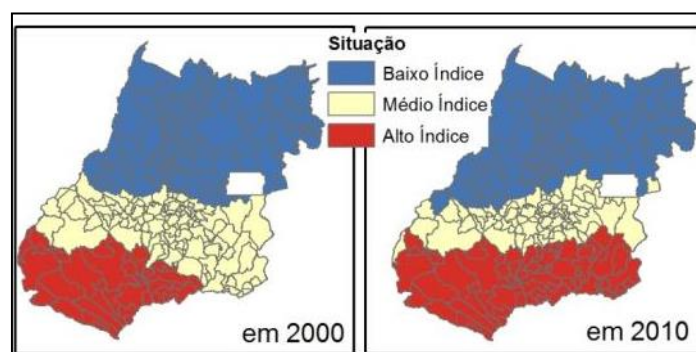 Situação
Baixo Índice
Médio Índice
Alto Índice
em 2000
em 2010